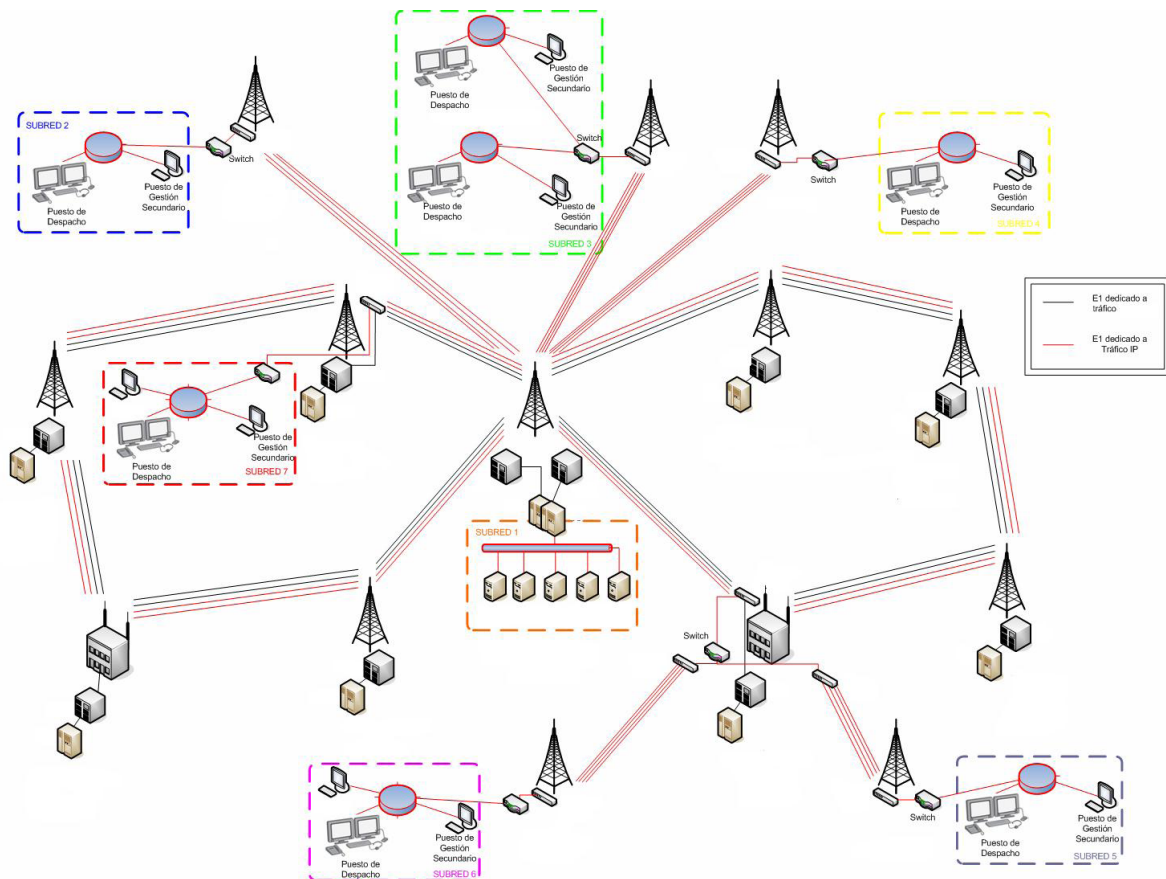 Puesto de
Gestión
Secundario
Puesto de
Despacho
SUBRED 2
Switch
Puesto de
Gestión
Secundario
Puesto de
Despacho
Switch
Puesto de
Gestión
Secundario
Puesto de
Despacho
SUBRED 3
Switch
Puesto de
Gestión
Secundario
Puesto de
Despacho
SUBRED 4
E1 dedicado a
tráfico
E1 dedicado a
Tráfico IP
Puesto de
Gestión
Secundario
Puesto de
Despacho
SUBRED 7
SUBRED 1
Switch
Puesto de
Gestión
Secundario
Puesto de
Despacho
SUBRED 6
Switch
Puesto de
Gestión
Secundario
Puesto de
Despacho
SUBRED 5